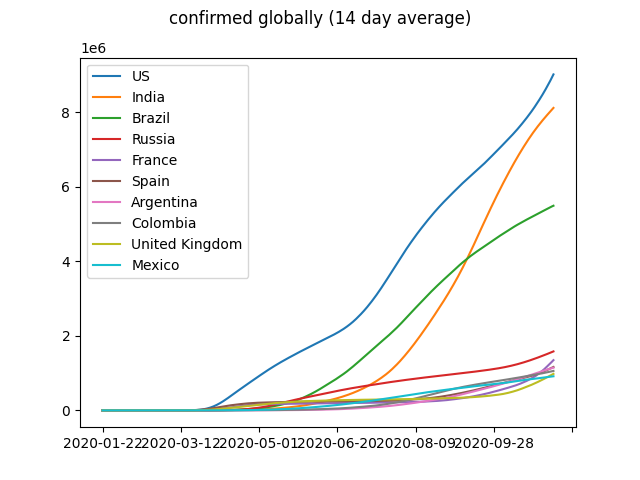 confirmed globally (14 day average)
1e6
US
India
Brazil
Russia
France
Spain
Argentina
Colombia
United Kingdom
Mexico
8
6
4
2
0
2020-01-22 2020-03-12 2020-05-01 2020-06-20 2020-08-09 2020-09-28